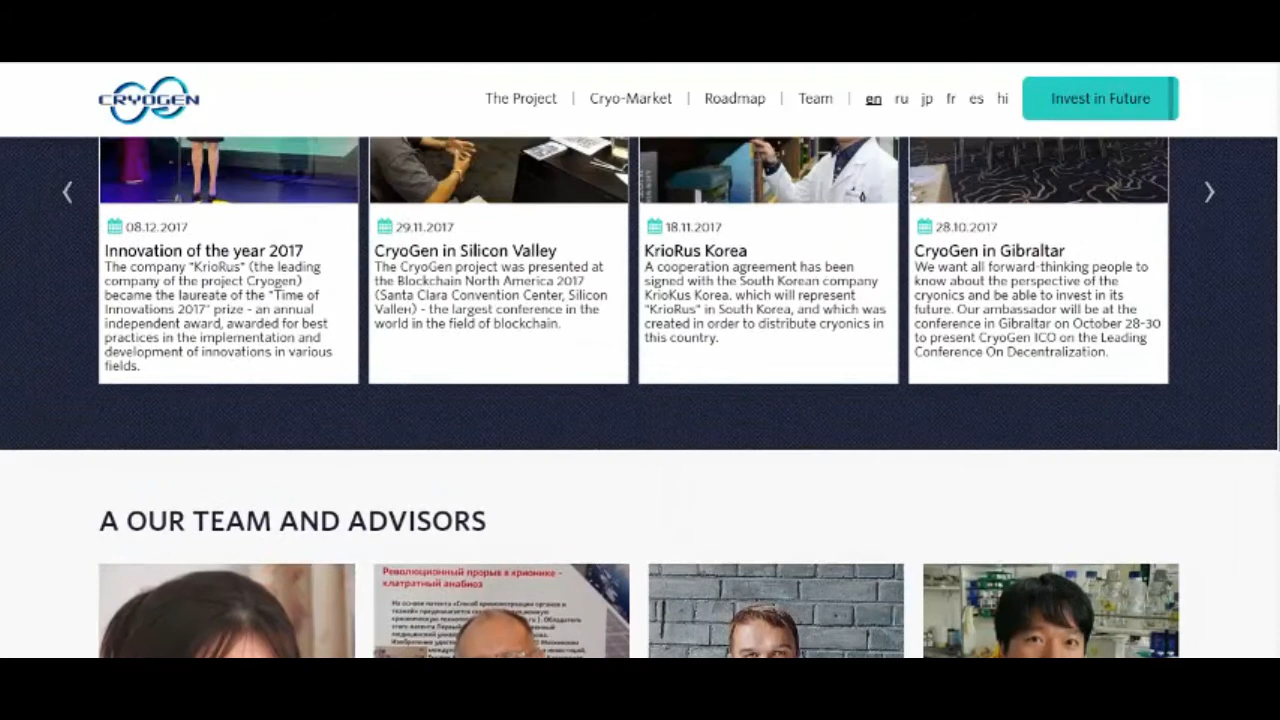 CRYOGEN
The Project | Cryo-Market | Roadmap | Team | en ru jp fr es hi Invest in Future
08.12.2017
Innovation of the year 2017
The company "KrioRus" (the leading
company of the project Cryogen)
became the laureate of the "Time of
Innovations 2017" prize - an annual
independent award, awarded for best
practices in the implementation and
development of innovations in various
fields.
29.11.2017
CryoGen in Silicon Valley
The CryoGen project was presented at
the Blockchain North America 2017
(Santa Clara Convention Center, Silicon
Valleн) - the largest conference in the
world in the field of blockchain.
18.11.2017
KrioRus Korea
A cooperation agreement has been
signed with the South Korean company
KrioKus Korea, which will represent
"KrioRus" in South Korea, and which was
created in order to distribute cryonics in
this country.
28.10.2017
CryoGen in Gibraltar
We want all forward-thinking people to
know about the perspective of the
cryonics and be able to invest in its
future. Our ambassador will be at the
conference in Gibraltar on October 28-30
to present CryoGen ICO on the Leading
Conference On Decentralization.
A OUR TEAM AND ADVISORS
Революционный прорыв в крионике -
клатратный анабиоз